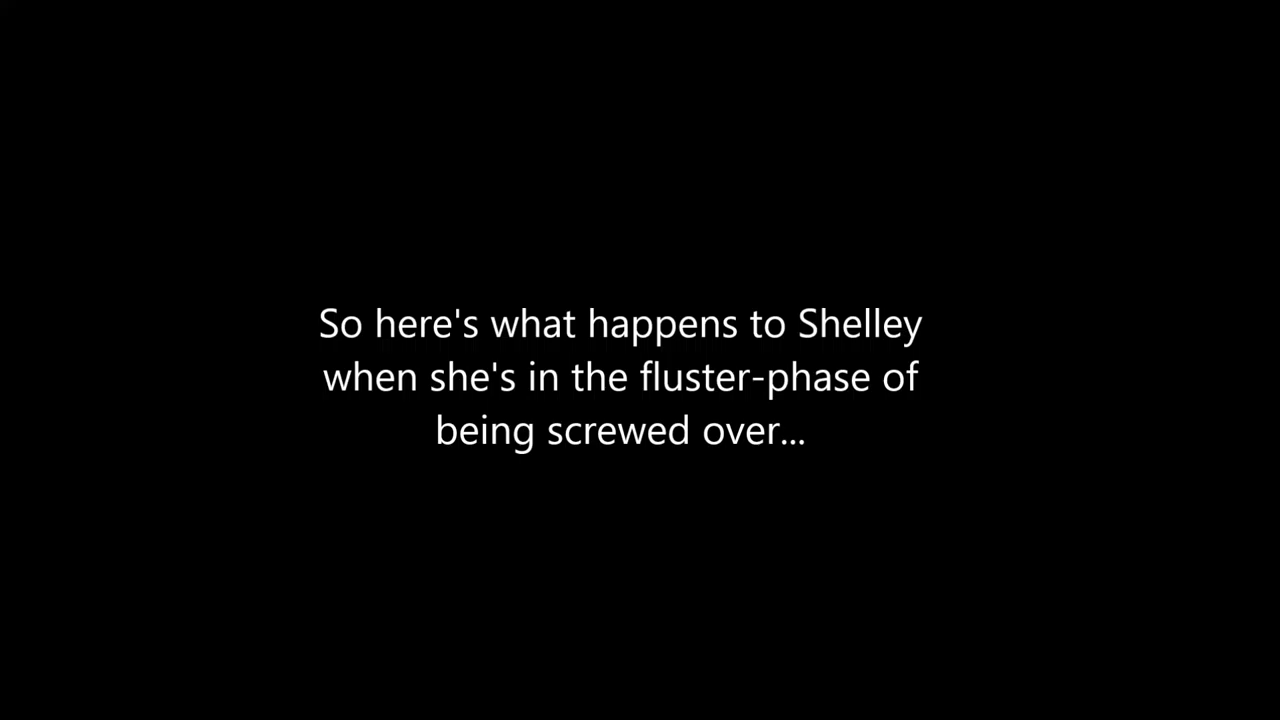 So here's what happens to Shelley
when she's in the fluster-phase of
being screwed over...